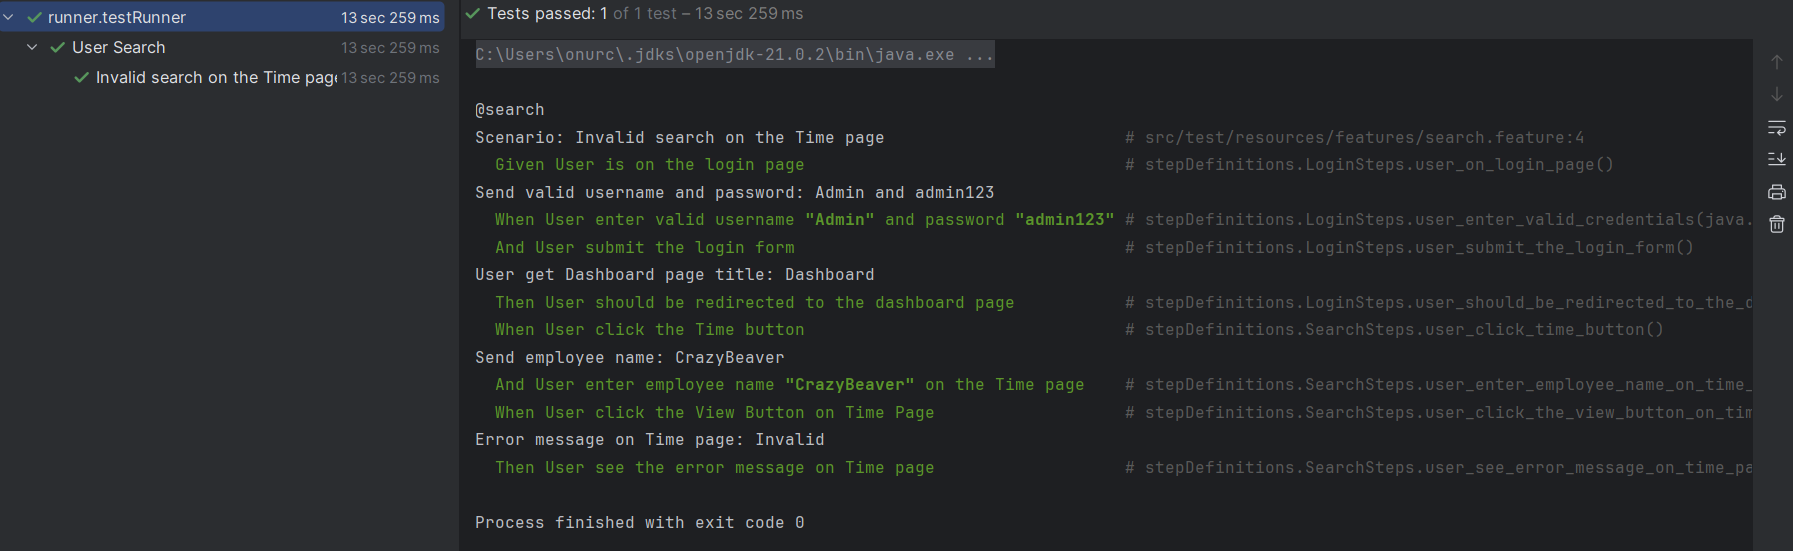 runner.testRunner 13 sec 259 ms
User Search 13 sec 259 ms
Invalid search on the Time page 13 sec 259 ms
Tests passed: 1 of 1 test – 13 sec 259 ms
C:\Users\onurc\.jdks\openjdk-21.0.2\bin\java.exe ...
@search
Scenario: Invalid search on the Time page # src/test/resources/features/search.feature:4
Given User is on the login page # stepDefinitions.LoginSteps.user_on_login_page()
Send valid username and password: Admin and admin123
When User enter valid username "Admin" and password "admin123" # stepDefinitions.LoginSteps.user_enter_valid_credentials(java.
And User submit the login form # stepDefinitions.LoginSteps.user_submit_the_login_form()
User get Dashboard page title: Dashboard
Then User should be redirected to the dashboard page # stepDefinitions.LoginSteps.user_should_be_redirected_to_the_d
When User click the Time button # stepDefinitions.SearchSteps.user_click_time_button()
Send employee name: CrazyBeaver
And User enter employee name "CrazyBeaver" on the Time page # stepDefinitions.SearchSteps.user_enter_employee_name_on_time_
When User click the View Button on Time Page # stepDefinitions.SearchSteps.user_click_the_view_button_on_tim
Error message on Time page: Invalid
Then User see the error message on Time page # stepDefinitions.SearchSteps.user_see_error_message_on_time_pa
Process finished with exit code 0